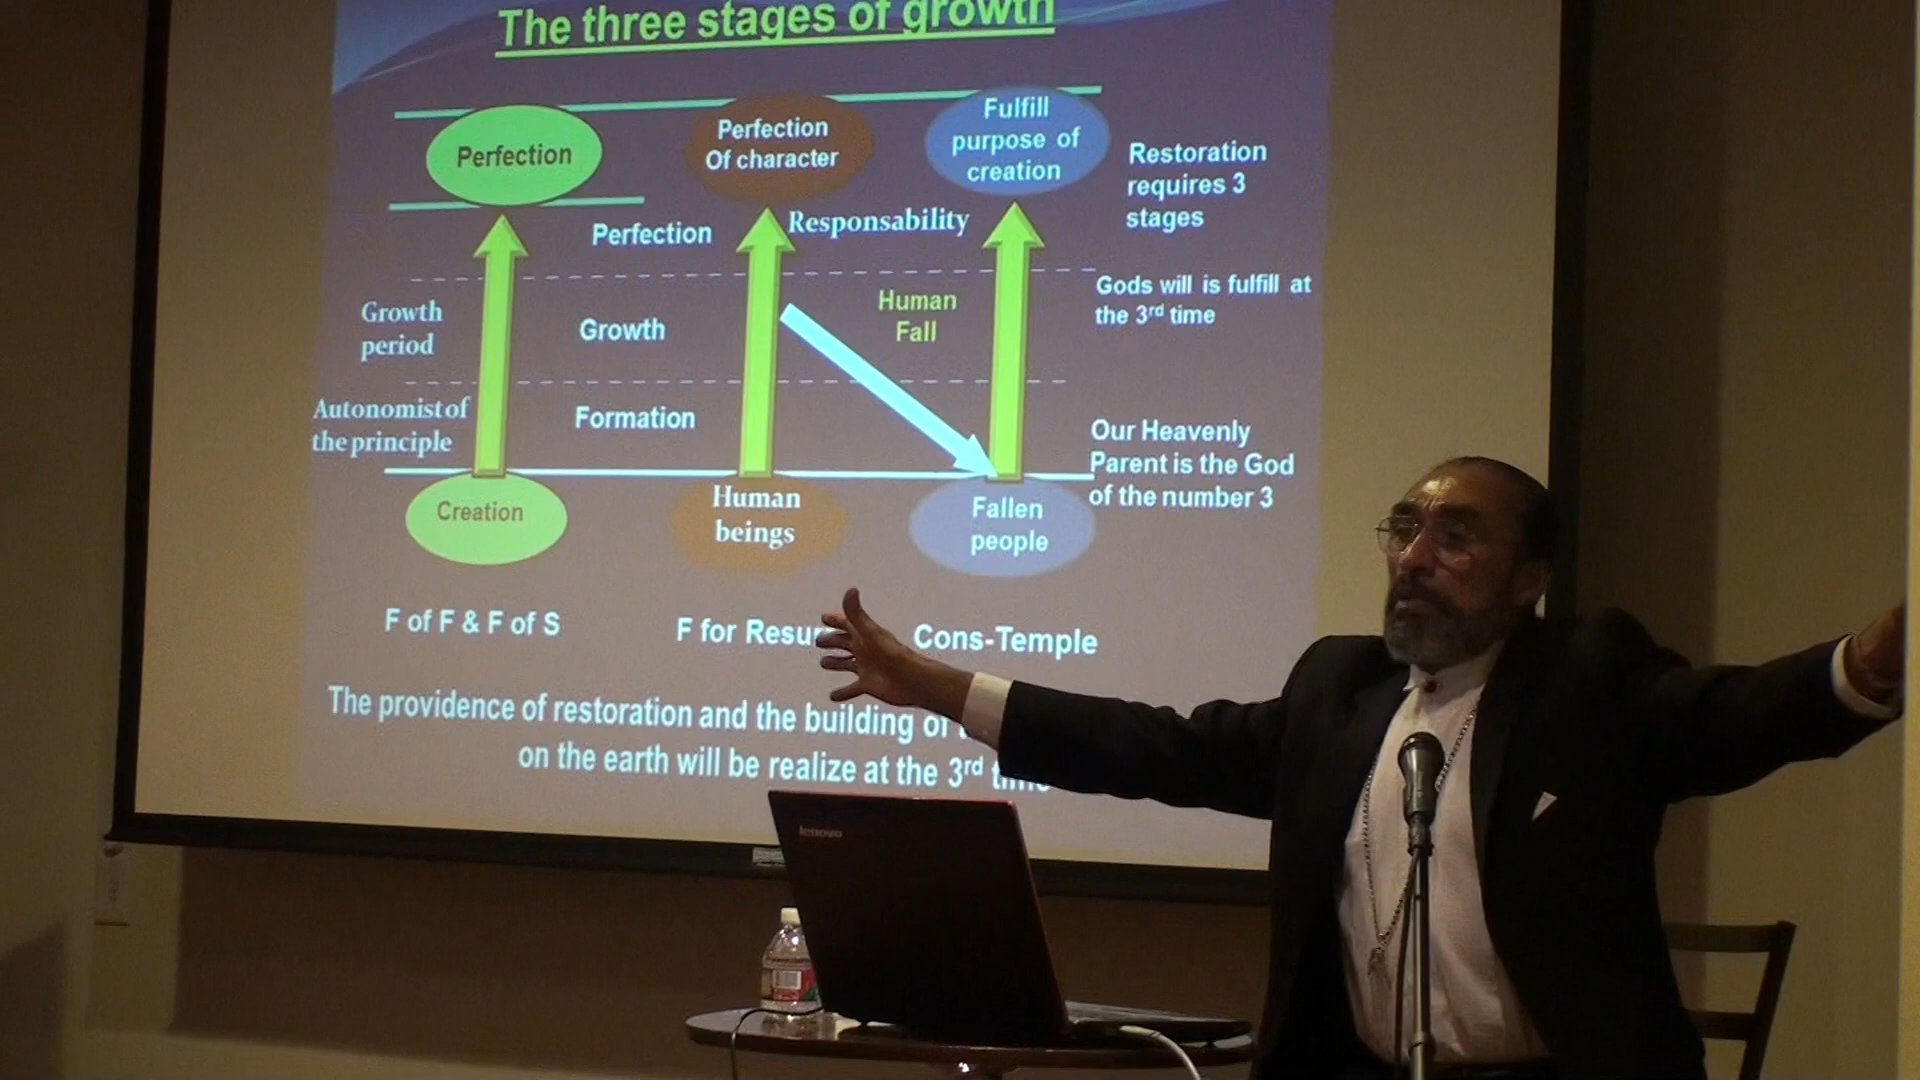 The three stages of growth
Perfection
Perfection
Of character
Fulfill
purpose of
creation
Restoration
requires 3
stages
Perfection
Responsability
Growth
period
Growth
Human
Fall
Gods will is fulfill at
the 3rd time
Autonomist of
the principle
Formation
Our Heavenly
Parent is the God
of the number 3
Creation
Human
beings
Fallen
people
F of F & F of S
F for Resu
Cons-Temple
The providence of restoration and the building of
on the earth will be realize at the 3rd time
lenovo